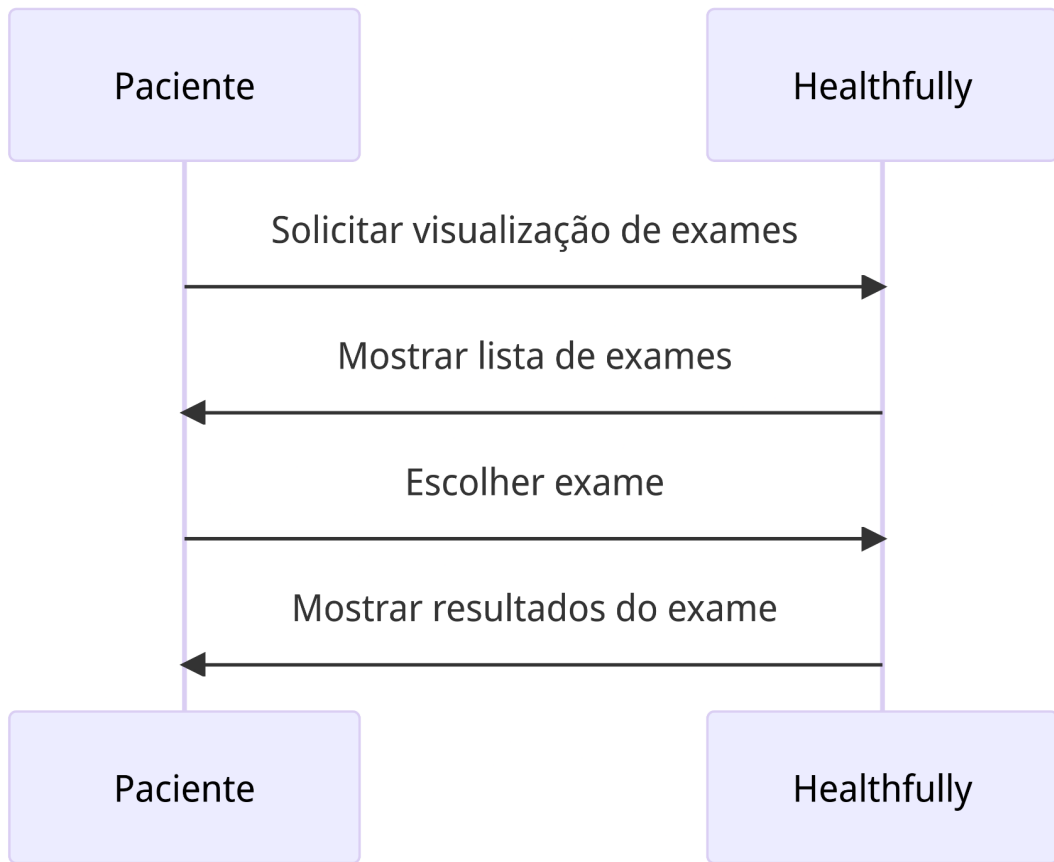 Paciente
Healthfully
Solicitar visualização de exames
Mostrar lista de exames
Escolher exame
Mostrar resultados do exame
Paciente
Healthfully